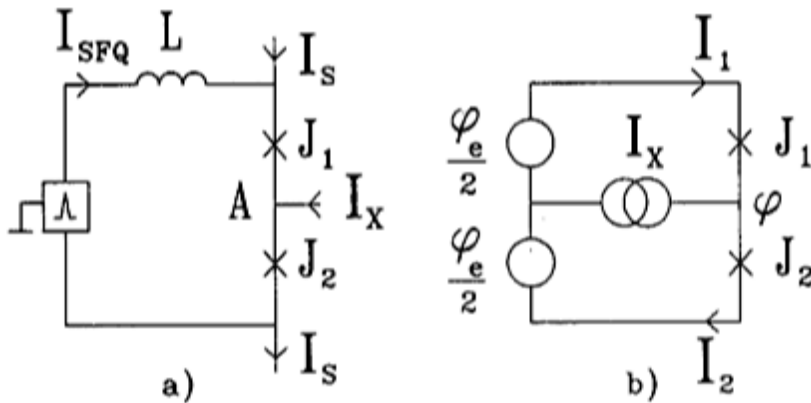 I_SFQ L I_S
J_1
A I_X
J_2
I_S
a)
I_1
φ_e/2 I_X J_1
φ
φ_e/2 J_2
I_2
b)